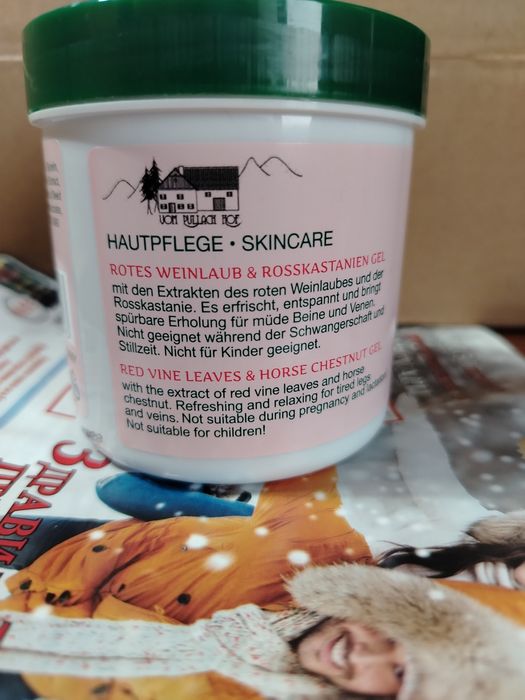 VOM PULLACH HOF
HAUTPFLEGE · SKINCARE
ROTES WEINLAUB & ROSSKASTANIEN GEL
mit den Extrakten des roten Weinlaubes und der
Rosskastanie. Es erfrischt, entspannt und bringt
spürbare Erholung für müde Beine und Venen.
Nicht geeignet während der Schwangerschaft und
Stillzeit. Nicht für Kinder geeignet.
RED VINE LEAVES & HORSE CHESTNUT GEL
with the extract of red vine leaves and horse
chestnut. Refreshing and relaxing for tired legs
and veins. Not suitable during pregnancy and
Not suitable for children!